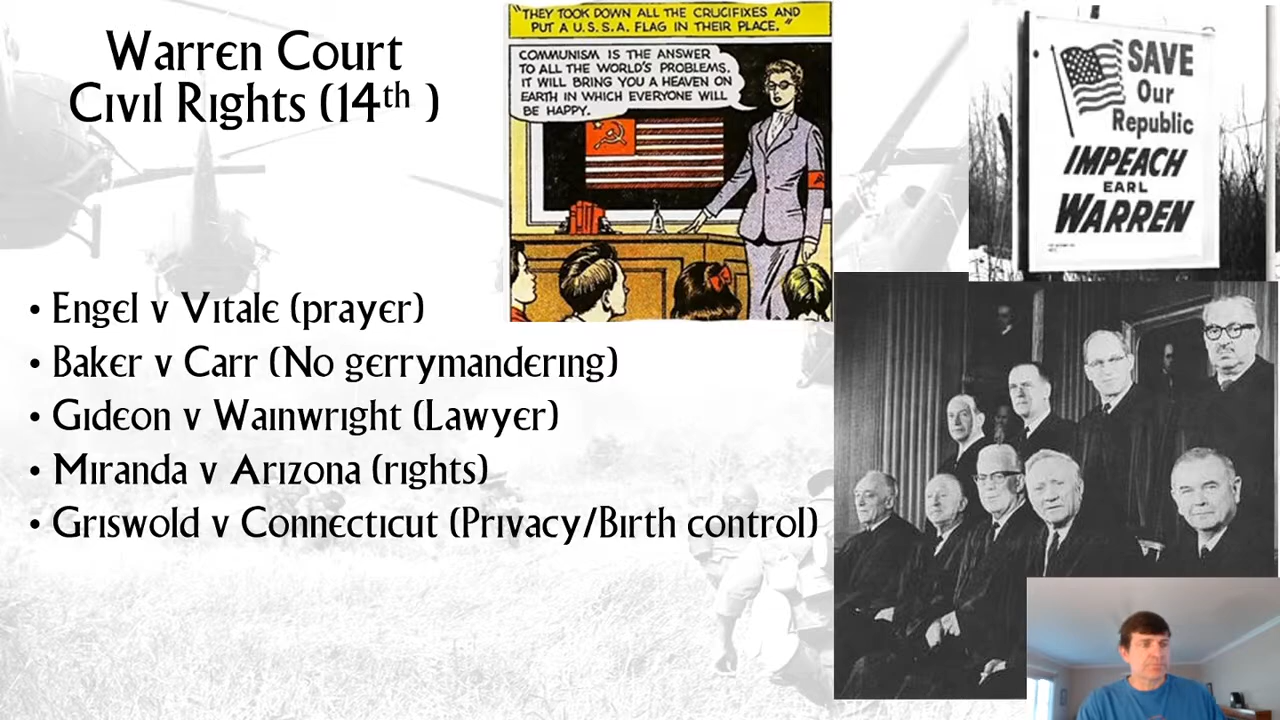 Warren Court
Civil Rights (14th )
"THEY TOOK DOWN ALL THE CRUCIFIXES AND
PUT A U.S.S.A. FLAG IN THEIR PLACE."
COMMUNISM IS THE ANSWER
TO ALL THE WORLD'S PROBLEMS.
IT WILL BRING YOU A HEAVEN ON
EARTH IN WHICH EVERYONE WILL
BE HAPPY.
SAVE
Our
Republic
IMPEACH
EARL
WARREN
• Engel v Vitale (prayer)
• Baker v Carr (No gerrymandering)
• Gideon v Wainwright (Lawyer)
• Miranda v Arizona (rights)
• Griswold v Connecticut (Privacy/Birth control)